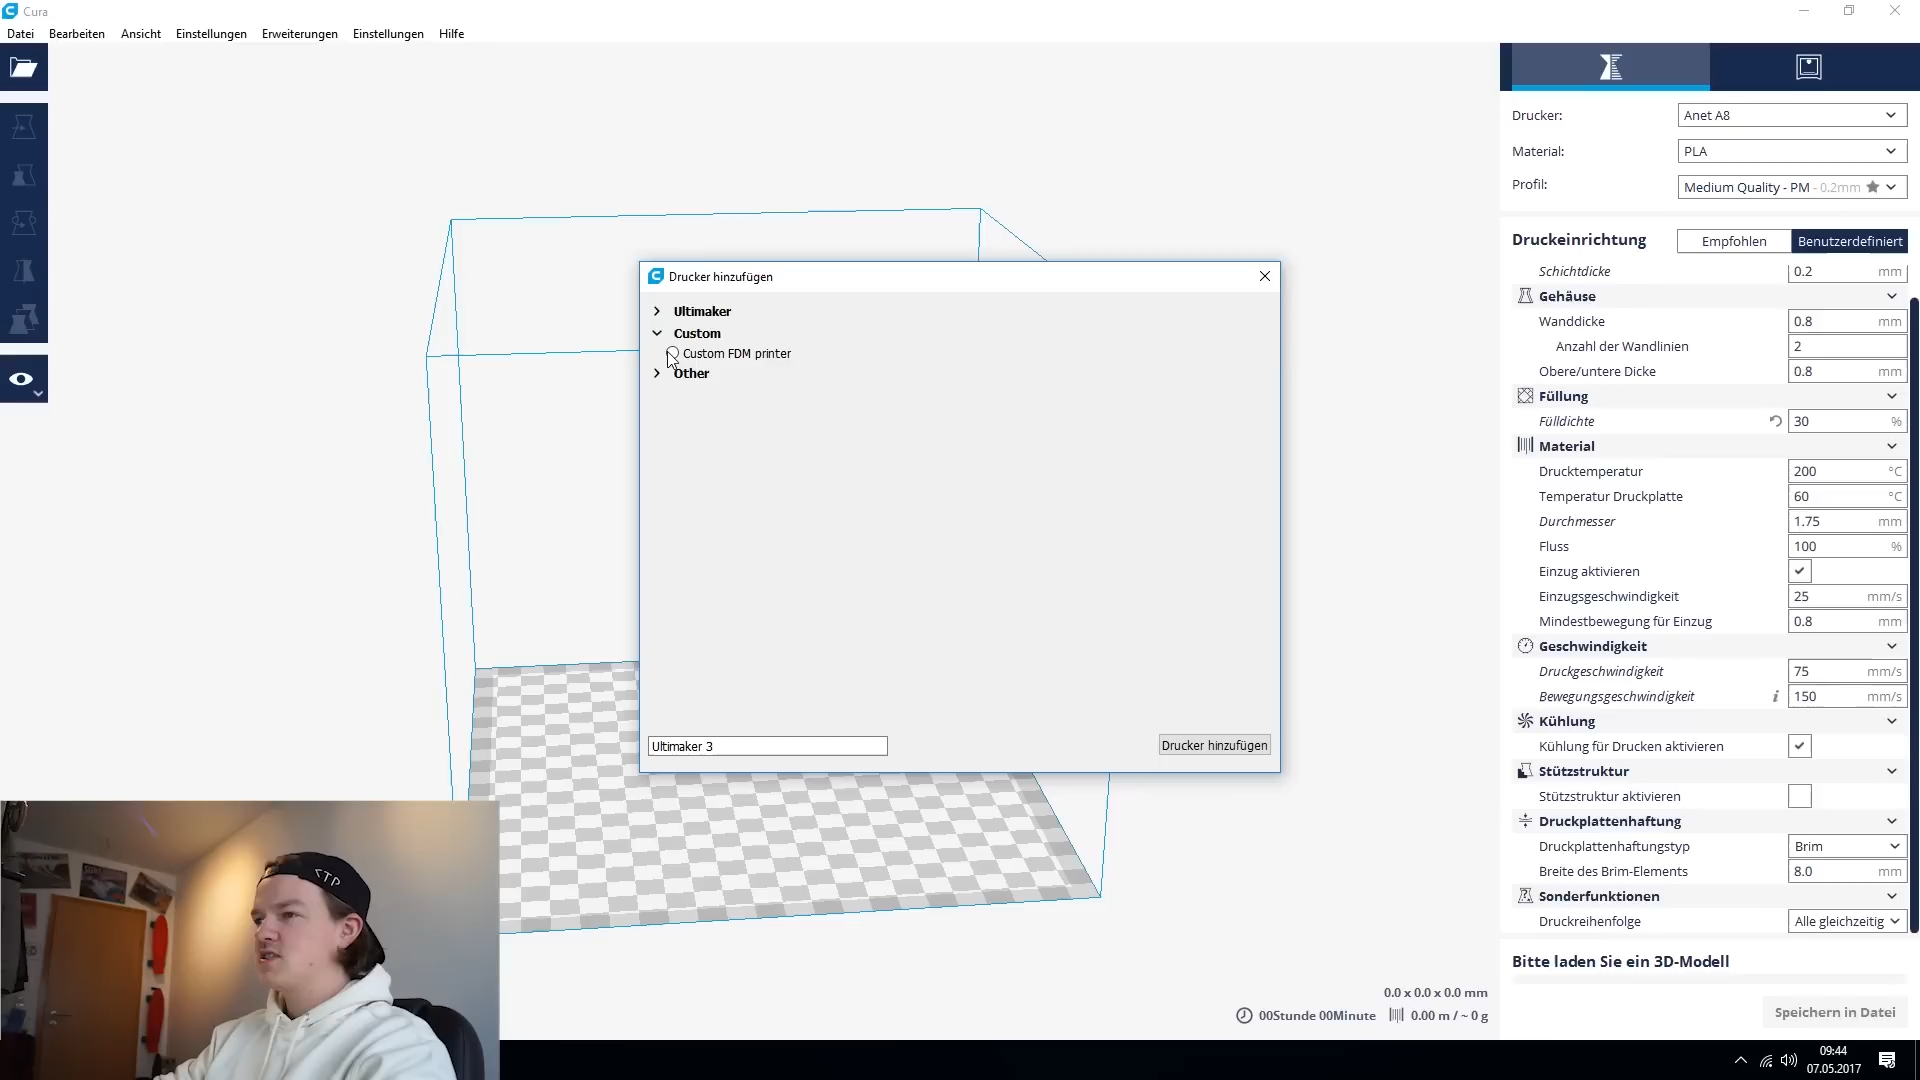 Cura
Datei Bearbeiten Ansicht Einstellungen Erweiterungen Einstellungen Hilfe
Drucker: Anet A8
Material: PLA
Profil: Medium Quality - PM - 0.2mm
Druckeinrichtung Empfohlen Benutzerdefiniert
Schichtdicke 0.2 mm
Gehäuse
Wanddicke 0.8 mm
Anzahl der Wandlinien 2
Obere/untere Dicke 0.8 mm
Füllung
Fülldichte 30 %
Material
Drucktemperatur 200 °C
Temperatur Druckplatte 60 °C
Durchmesser 1.75 mm
Fluss 100 %
Einzug aktivieren
Einzugsgeschwindigkeit 25 mm/s
Mindestbewegung für Einzug 0.8 mm
Geschwindigkeit
Druckgeschwindigkeit 75 mm/s
Bewegungsgeschwindigkeit i 150 mm/s
Kühlung
Kühlung für Drucken aktivieren
Stützstruktur
Stützstruktur aktivieren
Druckplattenhaftung
Druckplattenhaftungstyp Brim
Breite des Brim-Elements 8.0 mm
Sonderfunktionen
Druckreihenfolge Alle gleichzeitig
Bitte laden Sie ein 3D-Modell
Speichern in Datei
Drucker hinzufügen
Ultimaker
Custom
Custom FDM printer
Other
Ultimaker 3
Drucker hinzufügen
0.0 x 0.0 x 0.0 mm
00Stunde 00Minute 0.00 m / ~ 0 g
09:44
07.05.2017